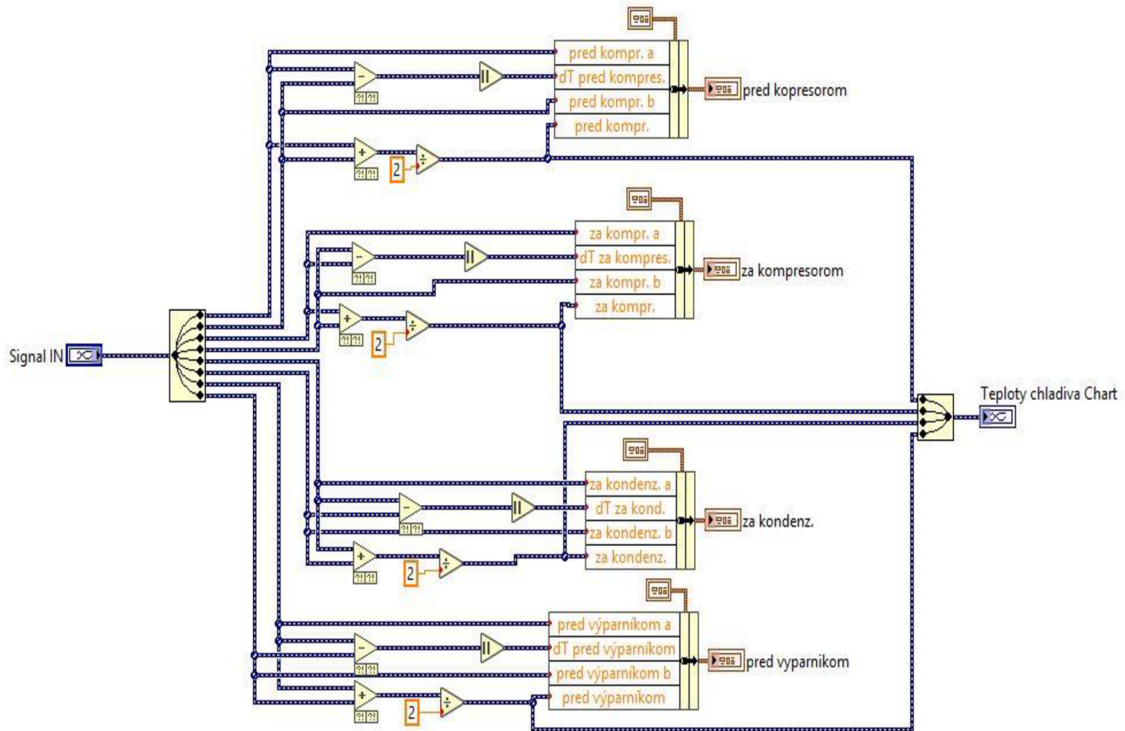 pred kompr. a
dT pred kompres.
pred kompr. b
pred kompr.
pred kopresorom
2
za kompr. a
dT za kompres.
za kompr. b
za kompr.
za kompresorom
2
Signal IN
Teploty chladiva Chart
za kondenz. a
dT za kond.
za kondenz. b
za kondenz.
za kondenz.
2
pred výparníkom a
dT pred výparníkom
pred výparníkom b
pred výparníkom
pred vyparnikom
2